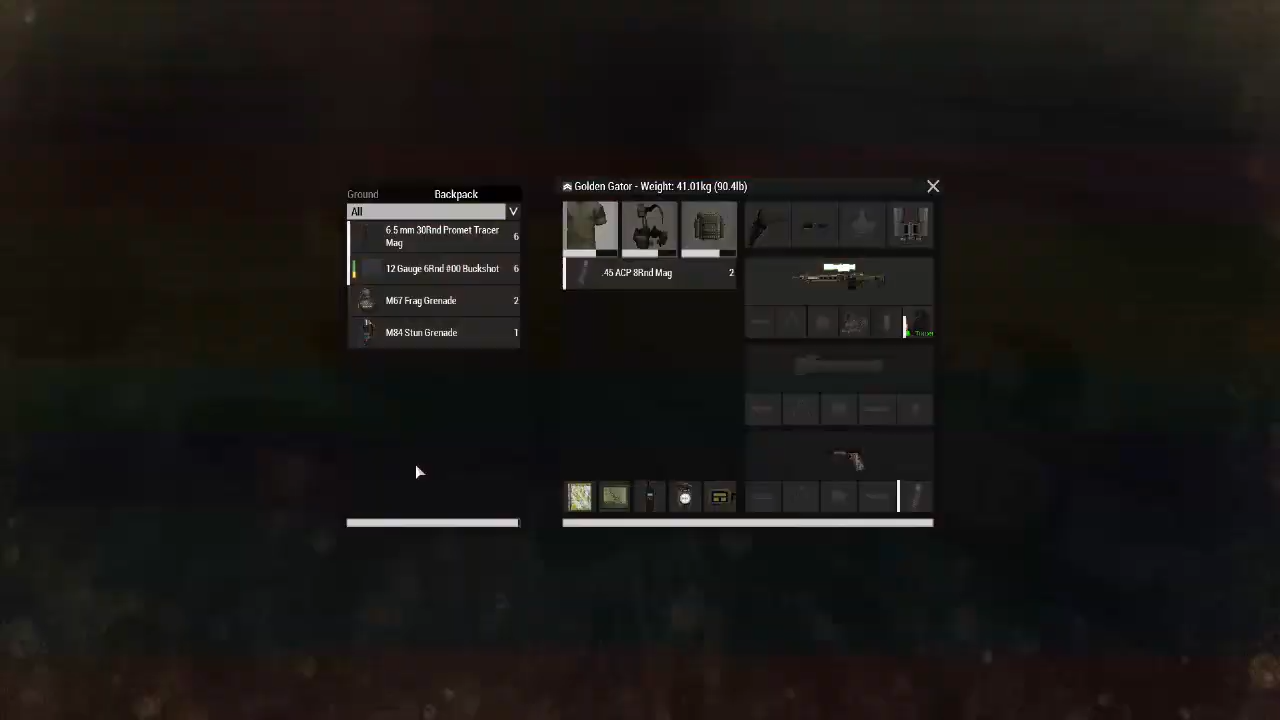 Ground Backpack
All
6.5 mm 30Rnd Promet Tracer
Mag 6
12 Gauge 6Rnd #00 Buckshot 6
M67 Frag Grenade 2
M84 Stun Grenade 1
Golden Gator - Weight: 41.01kg (90.4lb)
.45 ACP 8Rnd Mag 2